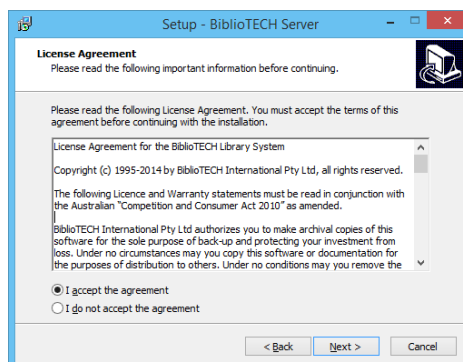 Setup - BiblioTECH Server
License Agreement
Please read the following important information before continuing.
Please read the following License Agreement. You must accept the terms of this
agreement before continuing with the installation.
License Agreement for the BiblioTECH Library System
Copyright (c) 1995-2014 by BiblioTECH International Pty Ltd, all rights reserved.
The following Licence and Warranty statements must be read in conjunction with
the Australian "Competition and Consumer Act 2010" as amended.
BiblioTECH International Pty Ltd authorizes you to make archival copies of this
software for the sole purpose of back-up and protecting your investment from
loss. Under no circumstances may you copy this software or documentation for
the purposes of distribution to others. Under no conditions may you remove the
I accept the agreement
I do not accept the agreement
< Back Next > Cancel